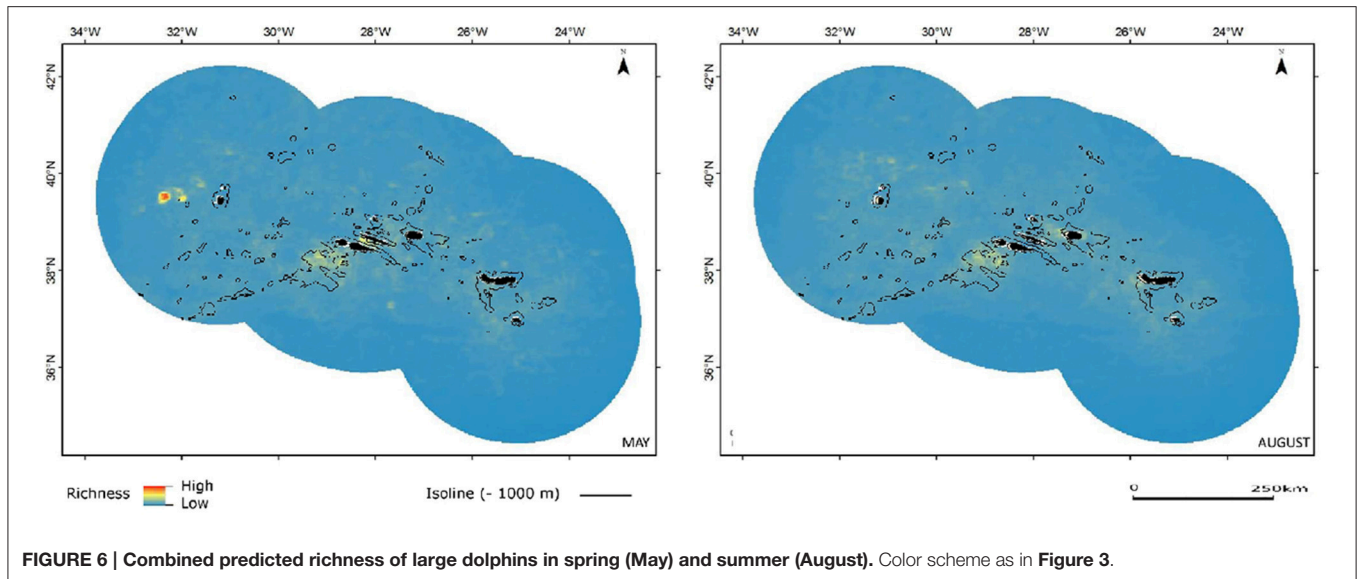 34°W 32°W 30°W 28°W 26°W 24°W
34°W 32°W 30°W 28°W 26°W 24°W
N
N
42°N
42°N
40°N
40°N
38°N
38°N
36°N
36°N
MAY
AUGUST
Richness High
Low
Isoline (- 1000 m)
0 250km
FIGURE 6 | Combined predicted richness of large dolphins in spring (May) and summer (August). Color scheme as in Figure 3.